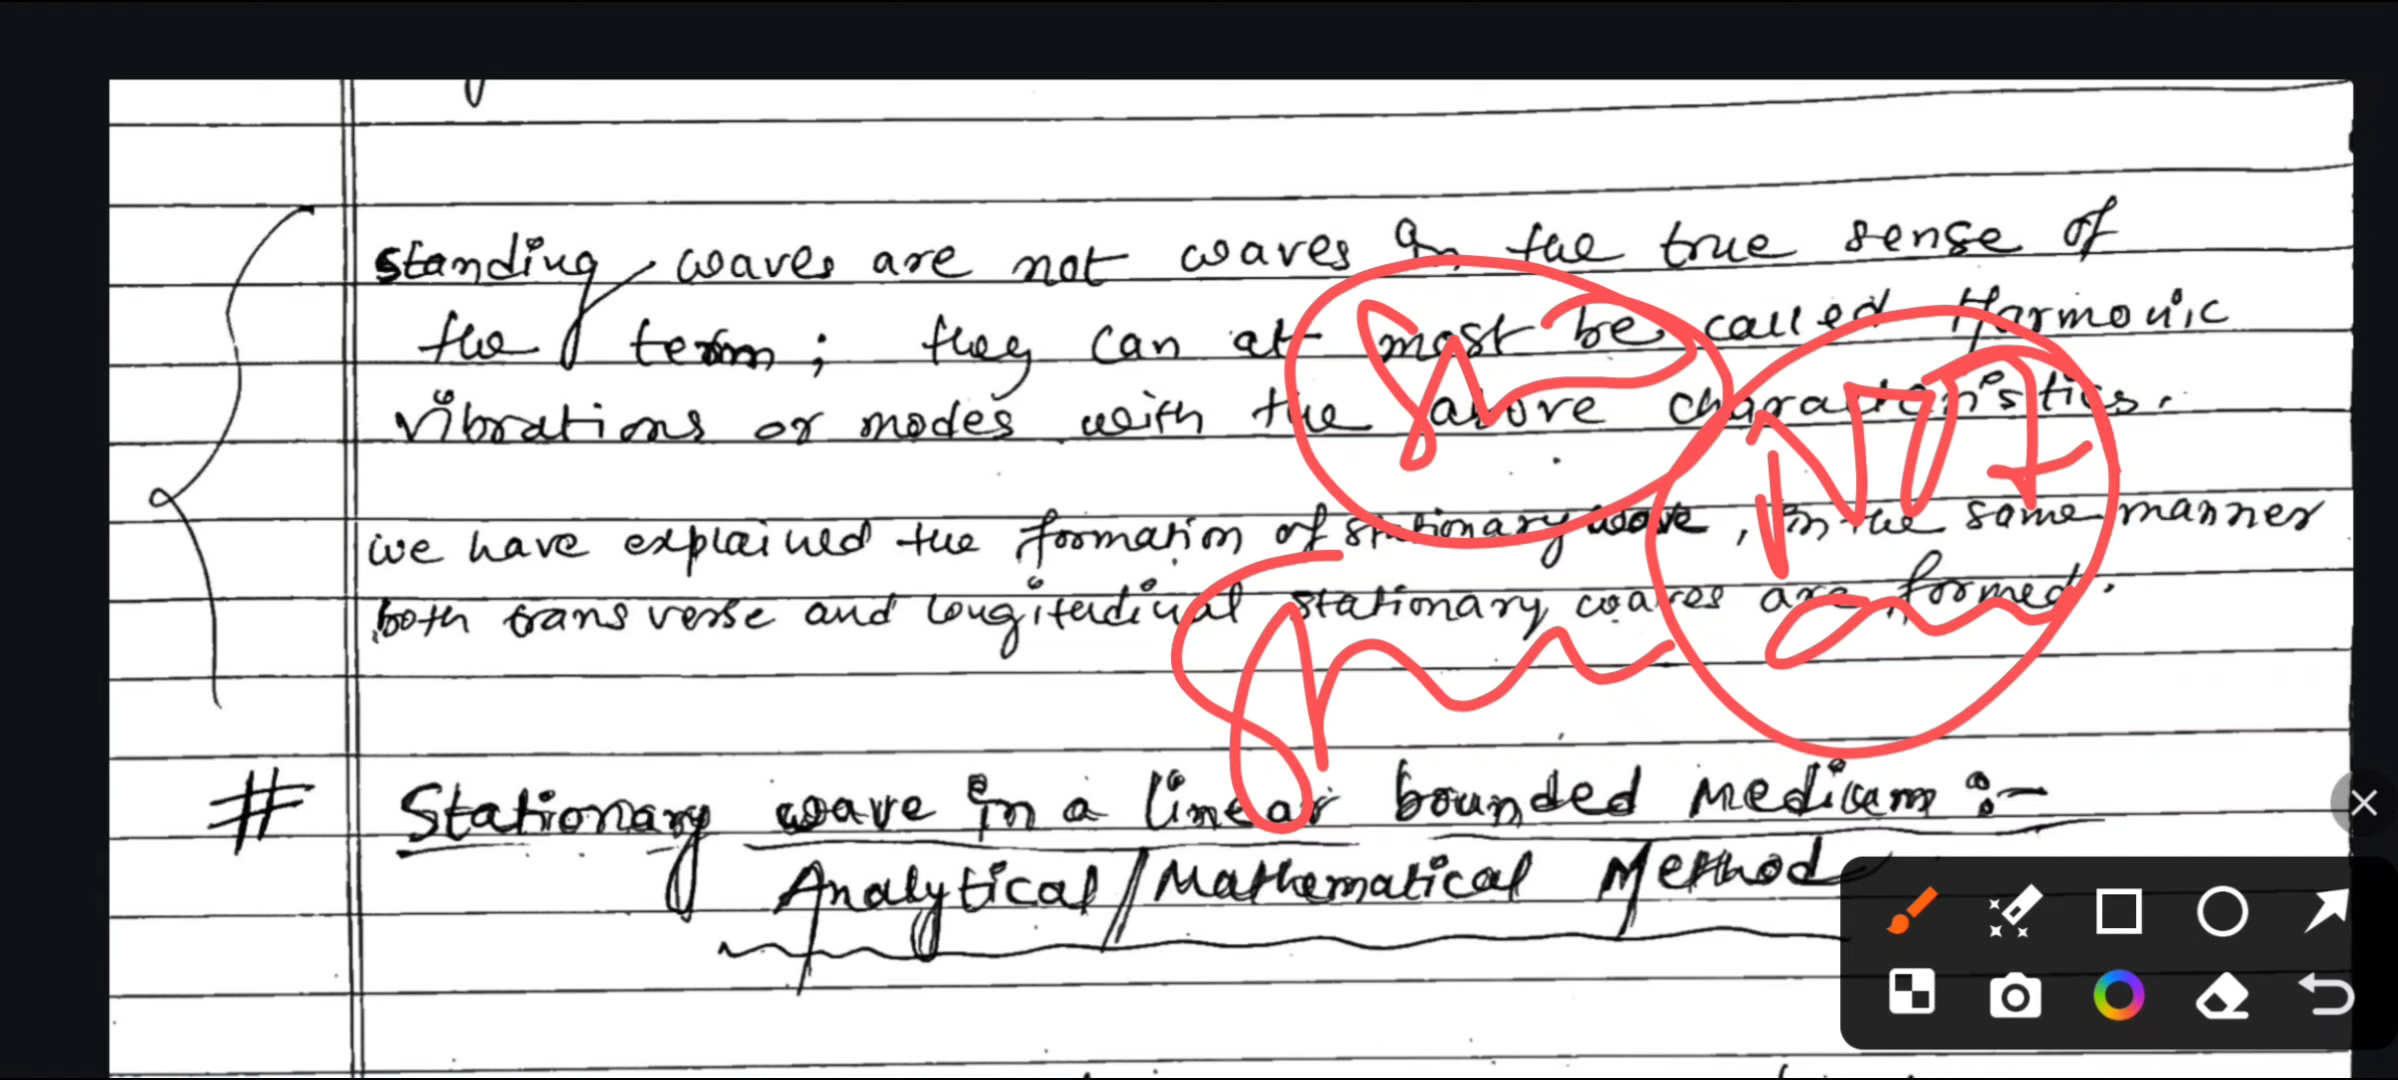 standing waves are not waves in the true sense of
the term; they can at most be called Harmonic
vibrations or modes with the above characteristics.
we have explained the formation of stationary wave, in the same manner
both transverse and longitudinal stationary waves are formed.
# Stationary wave in a linear bounded medium :-
Analytical/Mathematical Method